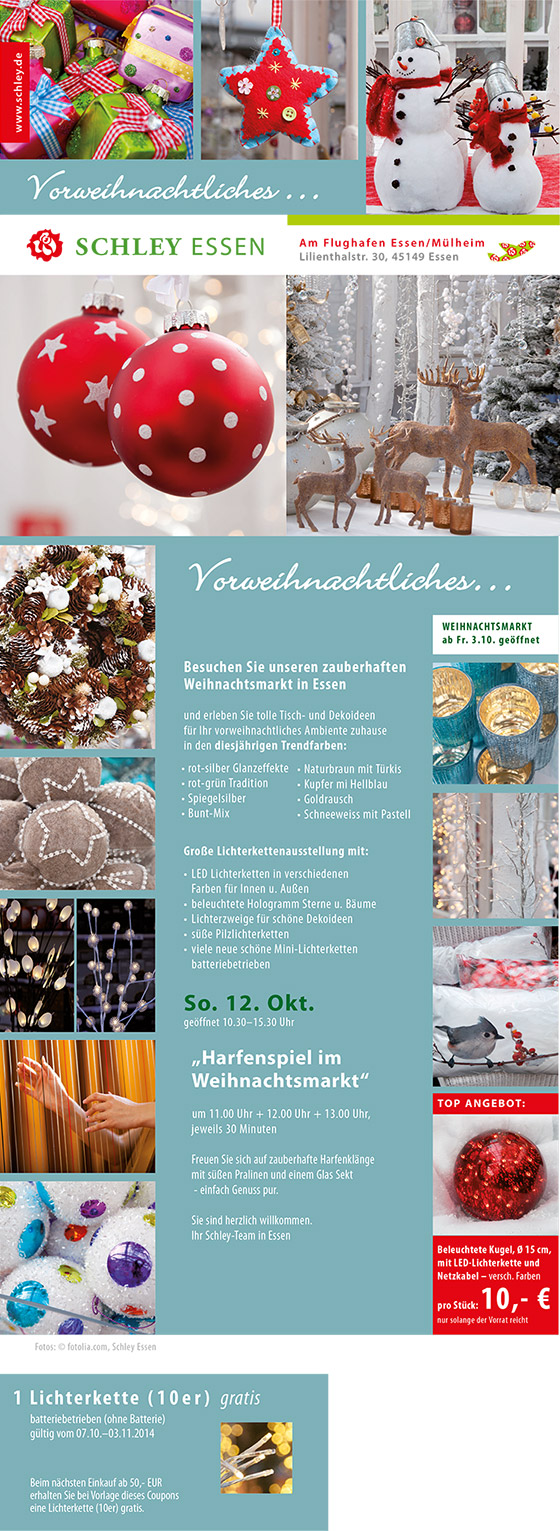 www.schley.de
Vorweihnachtliches ...
SCHLEY ESSEN
Am Flughafen Essen/Mülheim
Lilienthalstr. 30, 45149 Essen
Vorweihnachtliches ...
WEIHNACHTSMARKT
ab Fr. 3.10. geöffnet
Besuchen Sie unseren zauberhaften
Weihnachtsmarkt in Essen
und erleben Sie tolle Tisch- und Dekoideen
für Ihr vorweihnachtliches Ambiente zuhause
in den diesjährigen Trendfarben:
• rot-silber Glanzeffekte
• rot-grün Tradition
• Spiegelsilber
• Bunt-Mix
• Naturbraun mit Türkis
• Kupfer mi Hellblau
• Goldrausch
• Schneeweiss mit Pastell
Große Lichterkettenausstellung mit:
• LED Lichterketten in verschiedenen
Farben für Innen u. Außen
• beleuchtete Hologramm Sterne u. Bäume
• Lichterzweige für schöne Dekoideen
• süße Pilzlichterketten
• viele neue schöne Mini-Lichterketten
batteriebetrieben
So. 12. Okt.
geöffnet 10.30–15.30 Uhr
„Harfenspiel im
Weihnachtsmarkt“
um 11.00 Uhr + 12.00 Uhr + 13.00 Uhr,
jeweils 30 Minuten
Freuen Sie sich auf zauberhafte Harfenklänge
mit süßen Pralinen und einem Glas Sekt
- einfach Genuss pur.
Sie sind herzlich willkommen.
Ihr Schley-Team in Essen
TOP ANGEBOT:
Beleuchtete Kugel, Ø 15 cm,
mit LED-Lichterkette und
Netzkabel – versch. Farben
pro Stück: 10,- €
nur solange der Vorrat reicht
Fotos: © fotolia.com, Schley Essen
1 Lichterkette (10er) gratis
batteriebetrieben (ohne Batterie)
gültig vom 07.10.–03.11.2014
Beim nächsten Einkauf ab 50,- EUR
erhalten Sie bei Vorlage dieses Coupons
eine Lichterkette (10er) gratis.